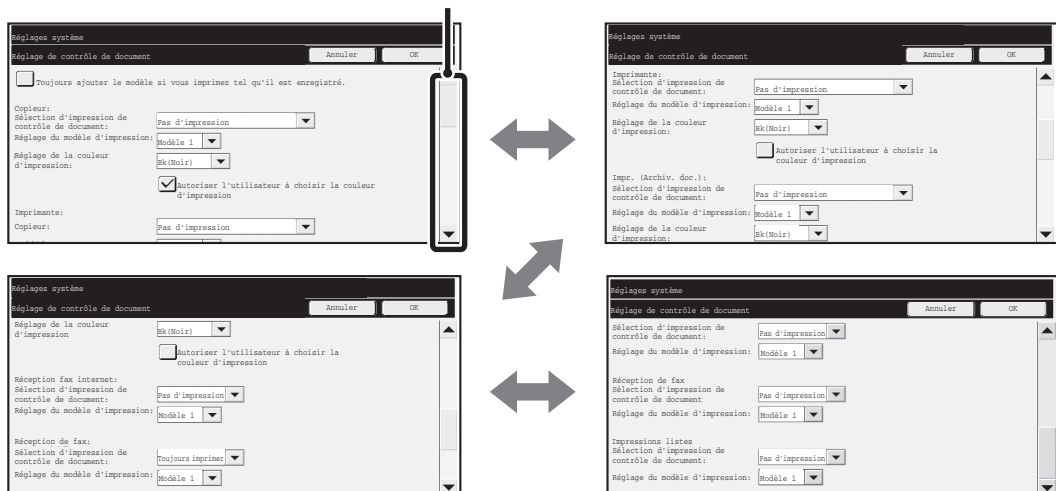 Réglages système
Réglage de contrôle de document
Annuler
OK
Toujours ajouter le modèle si vous imprimez tel qu'il est enregistré.
Copieur:
Sélection d'impression de
contrôle de document:
Pas d'impression
Réglage du modèle d'impression:
Modèle 1
Réglage de la couleur
d'impression:
Bk(Noir)
Autoriser l'utilisateur à choisir la couleur
d'impression
Imprimante:
Copieur:
Pas d'impression
Réglages système
Réglage de contrôle de document
Annuler
OK
Imprimante:
Sélection d'impression de
contrôle de document:
Pas d'impression
Réglage du modèle d'impression:
Modèle 1
Réglage de la couleur
d'impression:
Bk(Noir)
Autoriser l'utilisateur à choisir la
couleur d'impression
Impr. (Archiv. doc.):
Sélection d'impression de
contrôle de document:
Pas d'impression
Réglage du modèle d'impression:
Modèle 1
Réglage de la couleur
d'impression:
Bk(Noir)
Réglages système
Réglage de contrôle de document
Annuler
OK
Réglage de la couleur
d'impression
Bk(Noir)
Autoriser l'utilisateur à choisir la
couleur d'impression
Réception fax internet:
Sélection d'impression de
contrôle de document:
Pas d'impression
Réglage du modèle d'impression:
Modèle 1
Réception de fax:
Sélection d'impression de
contrôle de document:
Toujours imprimer
Réglage du modèle d'impression:
Modèle 1
Réglages système
Réglage de contrôle de document
Annuler
OK
Sélection d'impression de
contrôle de document:
Pas d'impression
Réglage du modèle d'impression:
Modèle 1
Réception de fax
Sélection d'impression de
contrôle de document
Pas d'impression
Réglage du modèle d'impression:
Modèle 1
Impressions listes
Sélection d'impression de
contrôle de document:
Pas d'impression
Réglage du modèle d'impression:
Modèle 1